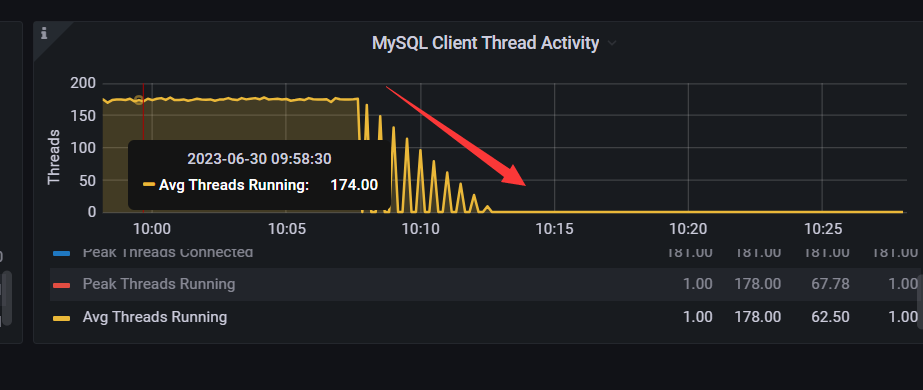 MySQL Client Thread Activity
200
150
100
50
0
Threads
2023-06-30 09:58:30
Avg Threads Running: 174.00
10:00 10:05 10:10 10:15 10:20 10:25
Peak Threads Connected 181.00 181.00 181.00 181.00
Peak Threads Running 1.00 178.00 67.78 1.00
Avg Threads Running 1.00 178.00 62.50 1.00